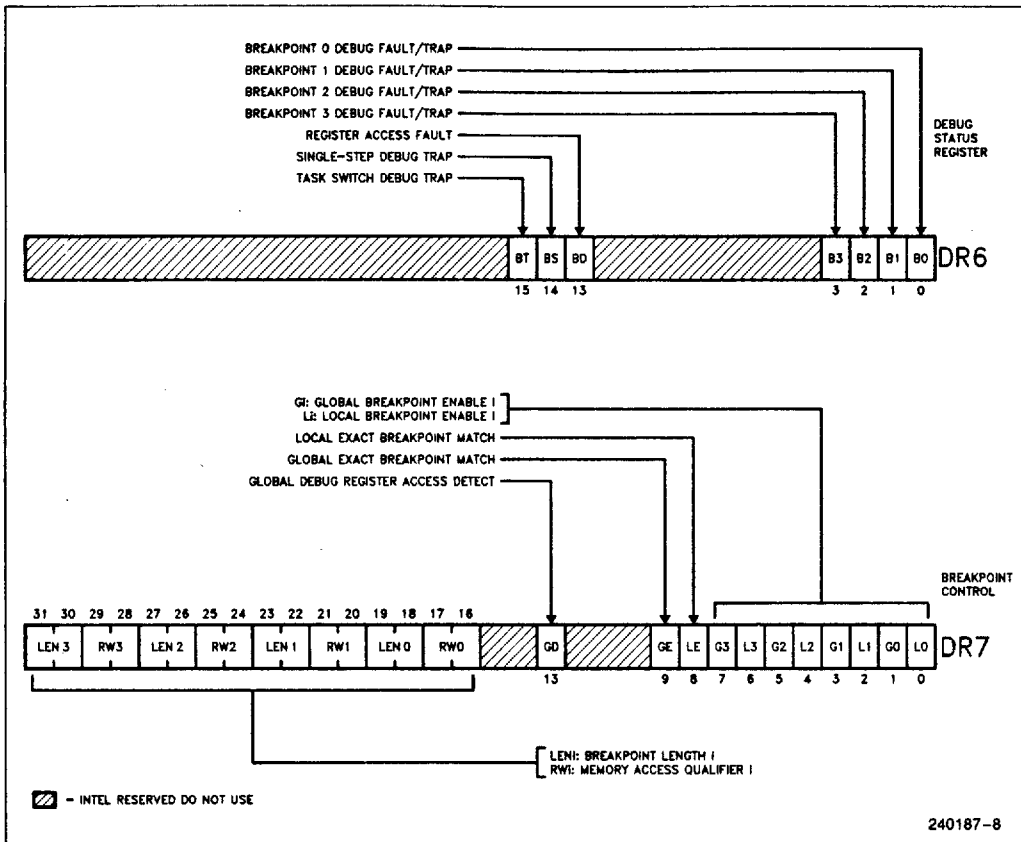 BREAKPOINT 0 DEBUG FAULT/TRAP
BREAKPOINT 1 DEBUG FAULT/TRAP
BREAKPOINT 2 DEBUG FAULT/TRAP
BREAKPOINT 3 DEBUG FAULT/TRAP
REGISTER ACCESS FAULT
SINGLE-STEP DEBUG TRAP
TASK SWITCH DEBUG TRAP
DEBUG
STATUS
REGISTER
BT BS BD B3 B2 B1 B0 DR6
15 14 13 3 2 1 0
GI: GLOBAL BREAKPOINT ENABLE I
Li: LOCAL BREAKPOINT ENABLE I
LOCAL EXACT BREAKPOINT MATCH
GLOBAL EXACT BREAKPOINT MATCH
GLOBAL DEBUG REGISTER ACCESS DETECT
BREAKPOINT
CONTROL
31 30 29 28 27 26 25 24 23 22 21 20 19 18 17 16
LEN 3 RW3 LEN 2 RW2 LEN 1 RW1 LEN 0 RW0 GD GE LE G3 L3 G2 L2 G1 L1 G0 L0 DR7
13 9 8 7 6 5 4 3 2 1 0
LENI: BREAKPOINT LENGTH I
RWI: MEMORY ACCESS QUALIFIER I
- INTEL RESERVED DO NOT USE
240187-8